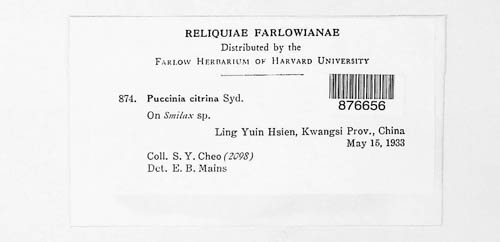 RELIQUIAE FARLOWIANAE
Distributed by the
FARLOW HERBARIUM OF HARVARD UNIVERSITY
874. Puccinia citrina Syd.
876656
On Smilax sp.
Ling Yuin Hsien, Kwangsi Prov., China
May 15, 1933
Coll. S. Y. Cheo (2098)
Det. E. B. Mains